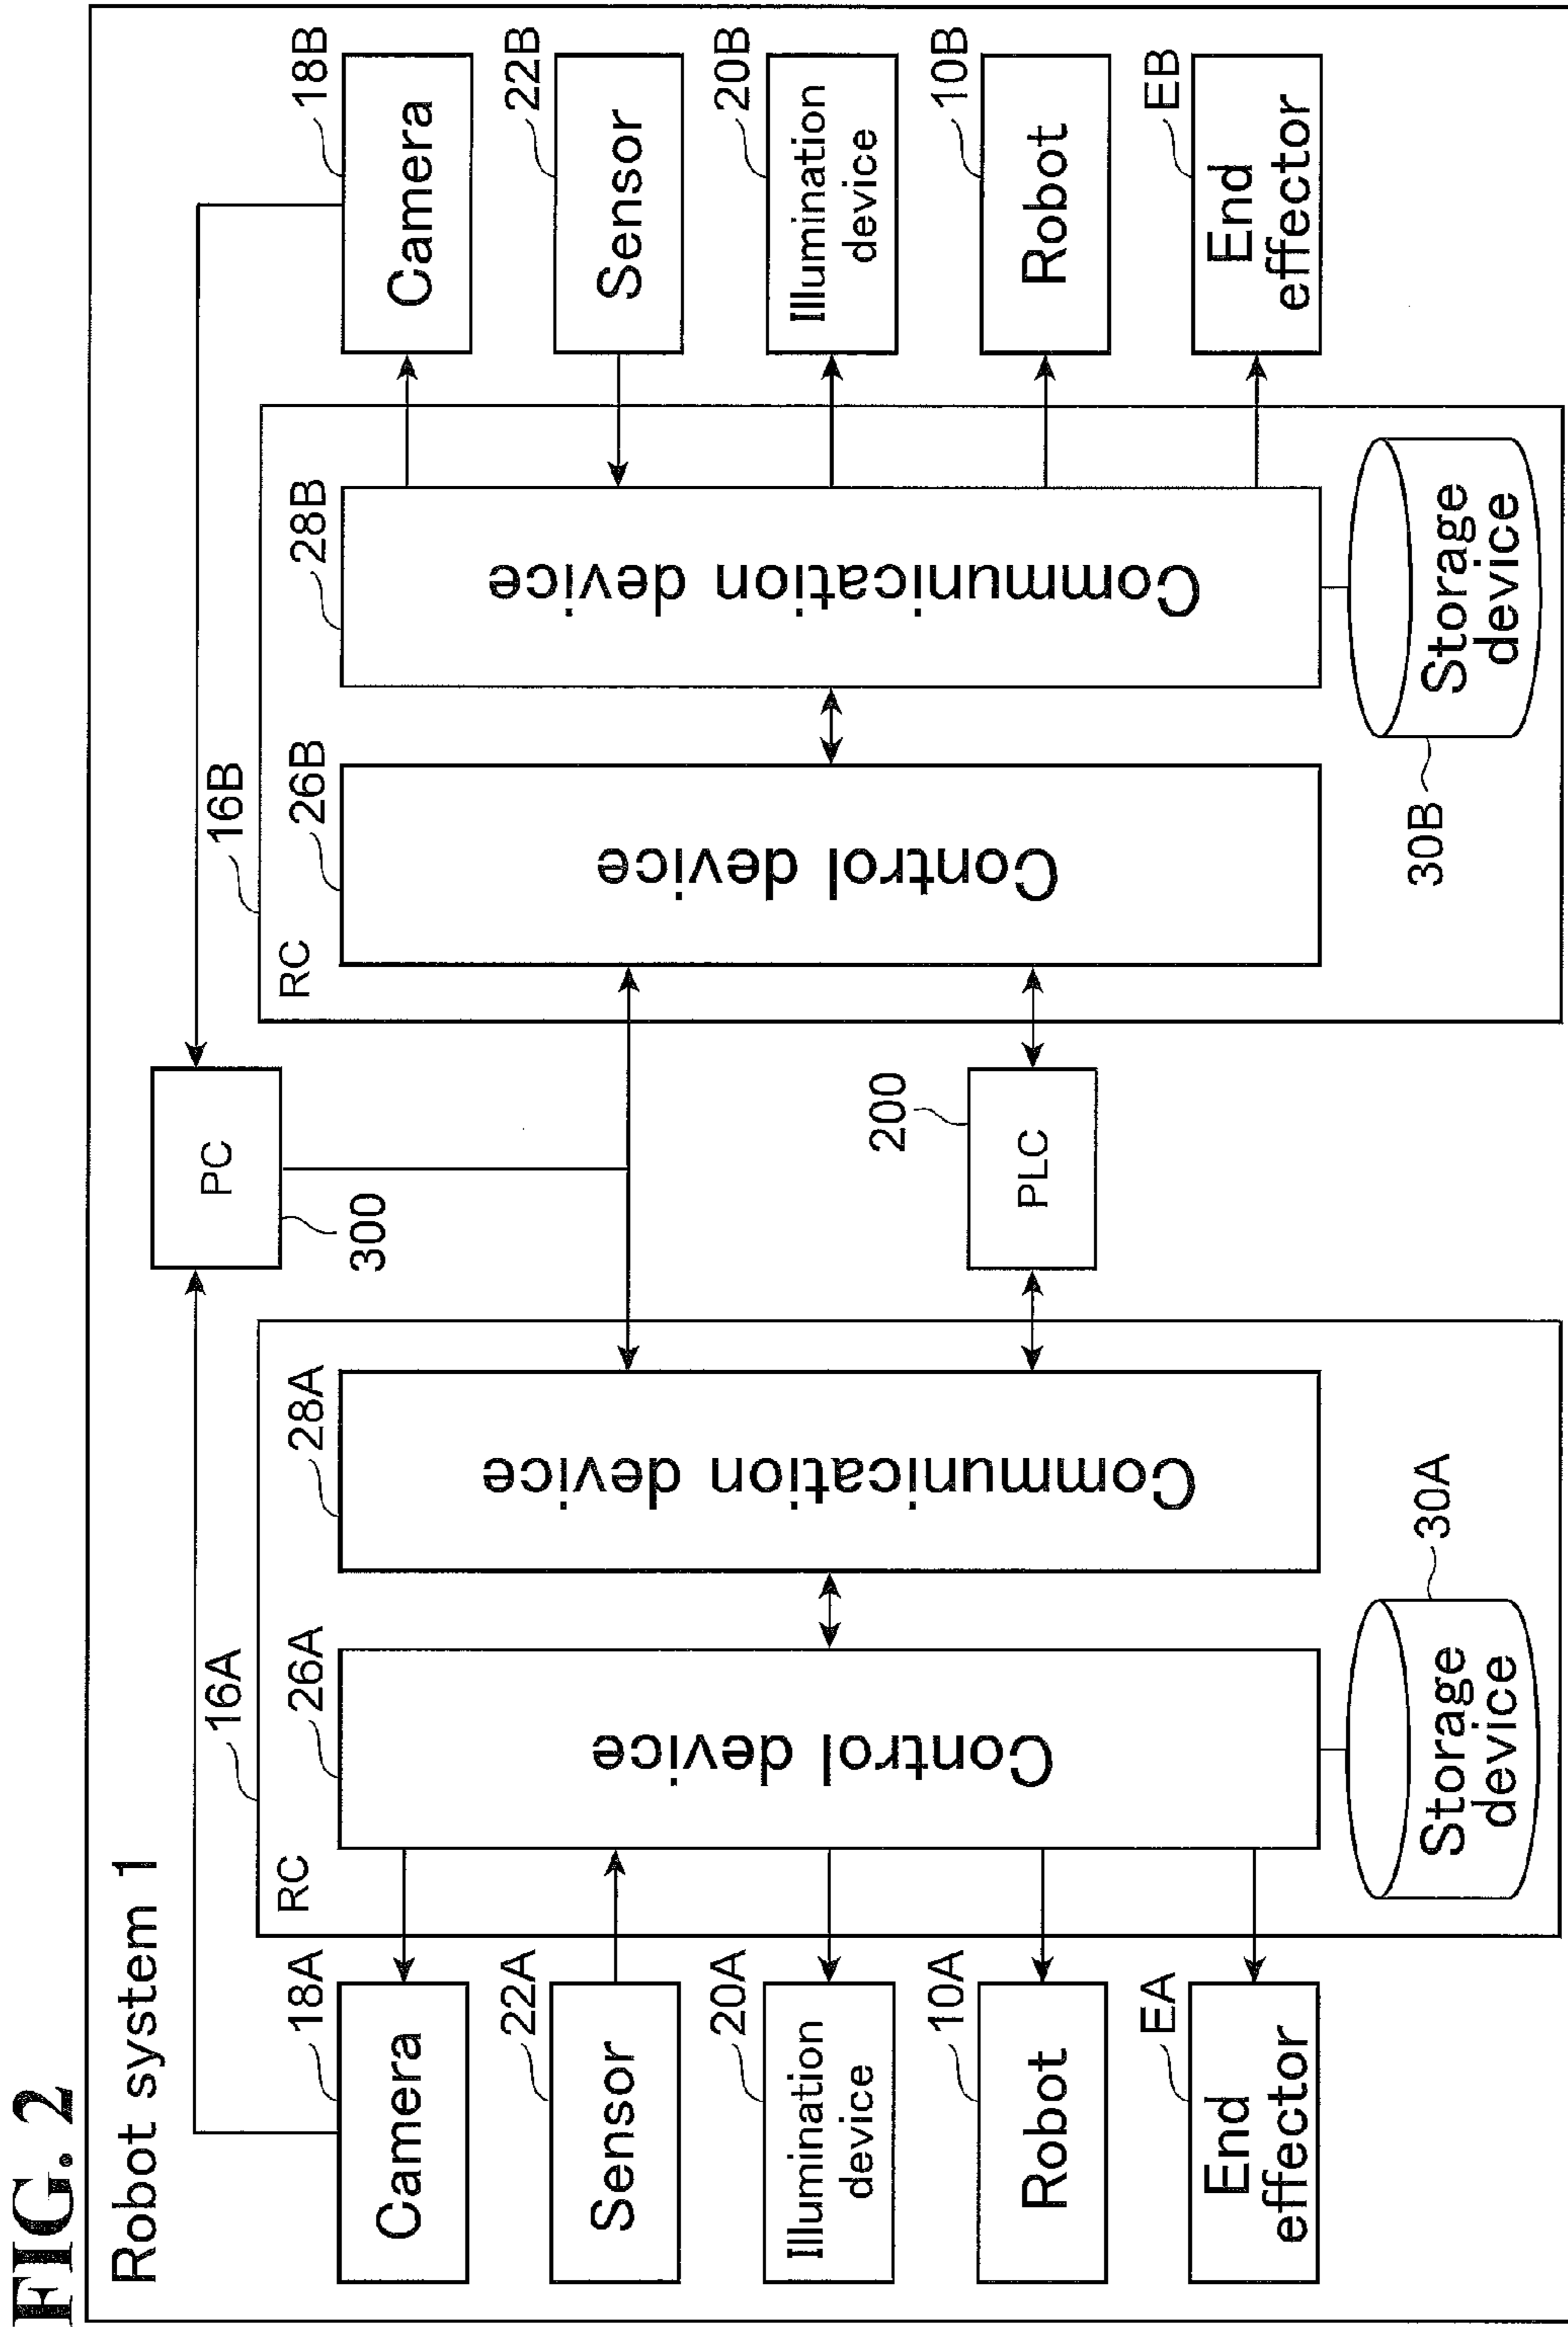 FIG. 2
Robot system 1
16A
RC
26A
Control device
28A
Communication device
Storage device
30A
18A
Camera
22A
Sensor
20A
Illumination device
10A
Robot
EA
End effector
PC
300
200
PLC
16B
RC
26B
Control device
28B
Communication device
30B
Storage device
18B
Camera
22B
Sensor
20B
Illumination device
10B
Robot
EB
End effector